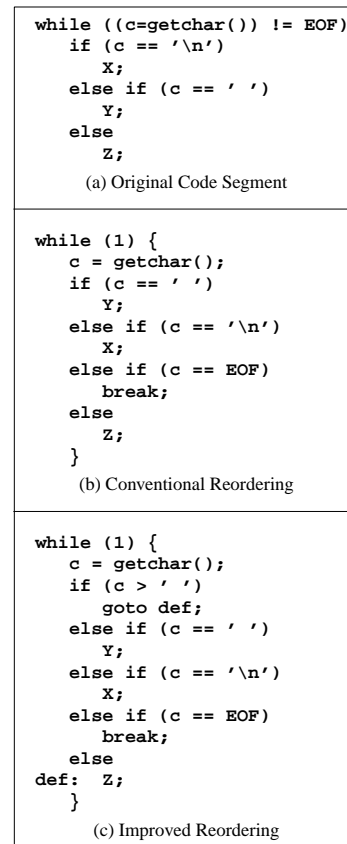 while ((c=getchar()) != EOF)
   if (c == '\n')
      X;
   else if (c == ' ')
      Y;
   else
      Z;
(a) Original Code Segment
while (1) {
   c = getchar();
   if (c == ' ')
      Y;
   else if (c == '\n')
      X;
   else if (c == EOF)
      break;
   else
      Z;
   }
(b) Conventional Reordering
while (1) {
   c = getchar();
   if (c > ' ')
      goto def;
   else if (c == ' ')
      Y;
   else if (c == '\n')
      X;
   else if (c == EOF)
      break;
   else
def:  Z;
   }
(c) Improved Reordering